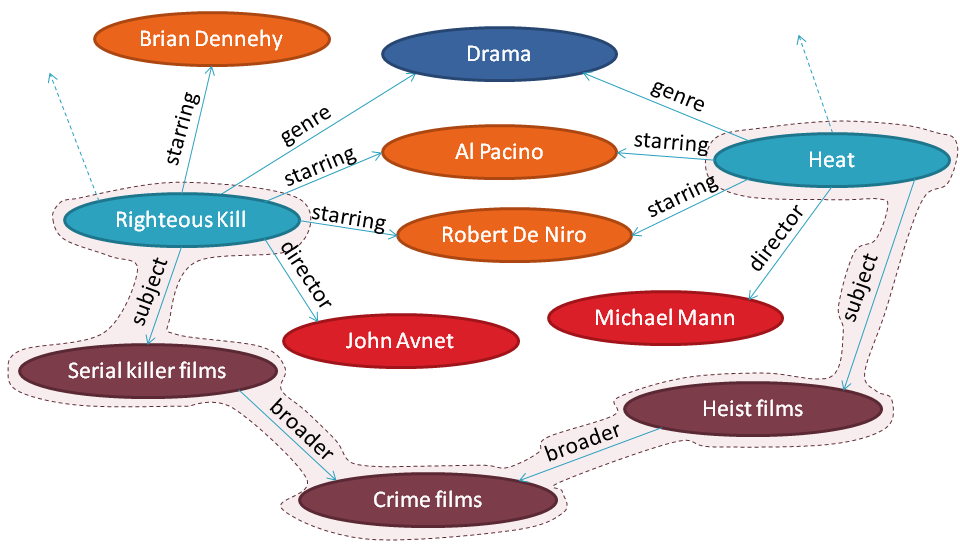 Brian Dennehy
Drama
starring
genre
genre
starring
Al Pacino
starring
Heat
Righteous Kill
starring
Robert De Niro
starring
subject
director
director
subject
John Avnet
Michael Mann
Serial killer films
Heist films
broader
broader
Crime films